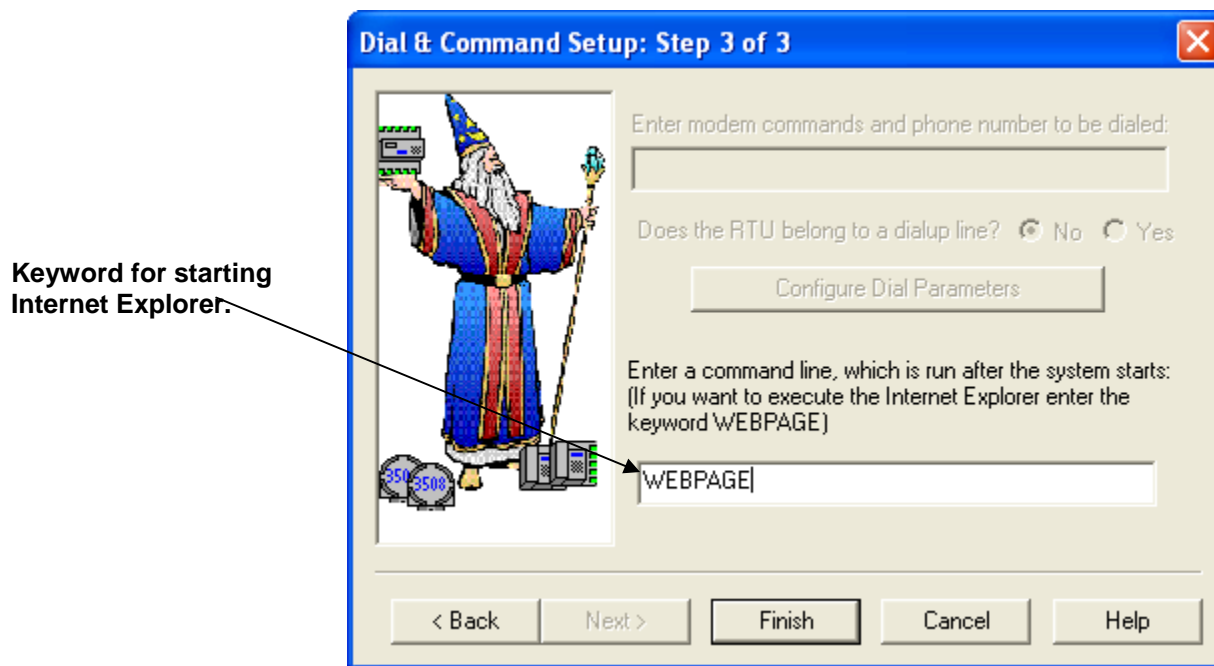 Dial & Command Setup: Step 3 of 3
Enter modem commands and phone number to be dialed:
Does the RTU belong to a dialup line? No Yes
Configure Dial Parameters
Keyword for starting
Internet Explorer.
Enter a command line, which is run after the system starts:
(If you want to execute the Internet Explorer enter the
keyword WEBPAGE)
350
3508
WEBPAGE
< Back Next > Finish Cancel Help